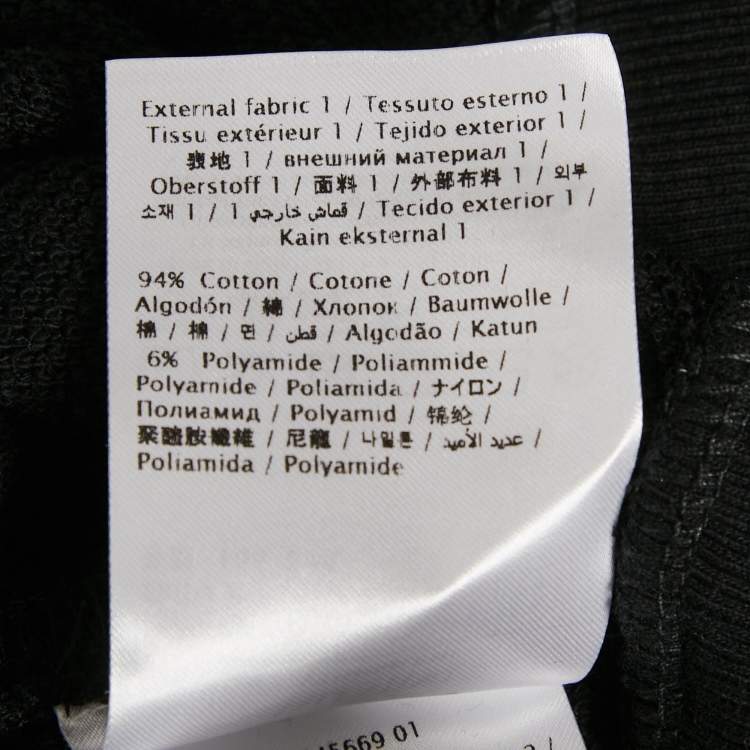 External fabric 1 / Tessuto esterno 1 /
Tissu extérieur 1 / Tejido exterior 1 /
表地 1 / внешний материал 1 /
Oberstoff 1 / 面料 1 / 外部布料 1 / 외부
소재 1 / قماش خارجي 1 / Tecido exterior 1 /
Kain eksternal 1
94% Cotton / Cotone / Coton /
Algodón / 綿 / Хлопок / Baumwolle /
棉 / 棉 / 면 / قطن / Algodão / Katun
6% Polyamide / Poliammide /
Polyamide / Poliamida / ナイロン /
Полиамид / Polyamid / 锦纶 /
聚醯胺纖維 / 尼龍 / 나일론 / عديد الأميد /
Poliamida / Polyamide
45669 01